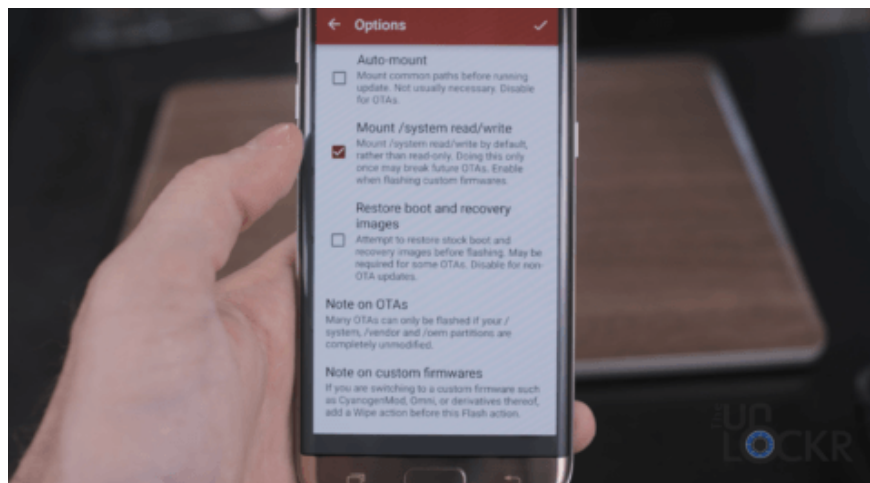 Options
Auto-mount
Mount common paths before running
update. Not usually necessary. Disable
for OTAs.
Mount /system read/write
Mount /system read/write by default,
rather than read-only. Doing this only
once may break future OTAs. Enable
when flashing custom firmwares.
Restore boot and recovery
images
Attempt to restore stock boot and
recovery images before flashing. May be
required for some OTAs. Disable for non-
OTA updates.
Note on OTAs
Many OTAs can only be flashed if your /
system, /vendor and /oem partitions are
completely unmodified.
Note on custom firmwares
If you are switching to a custom firmware such
as CyanogenMod, Omni, or derivatives thereof,
add a Wipe action before this Flash action.
the UN
LOCKR